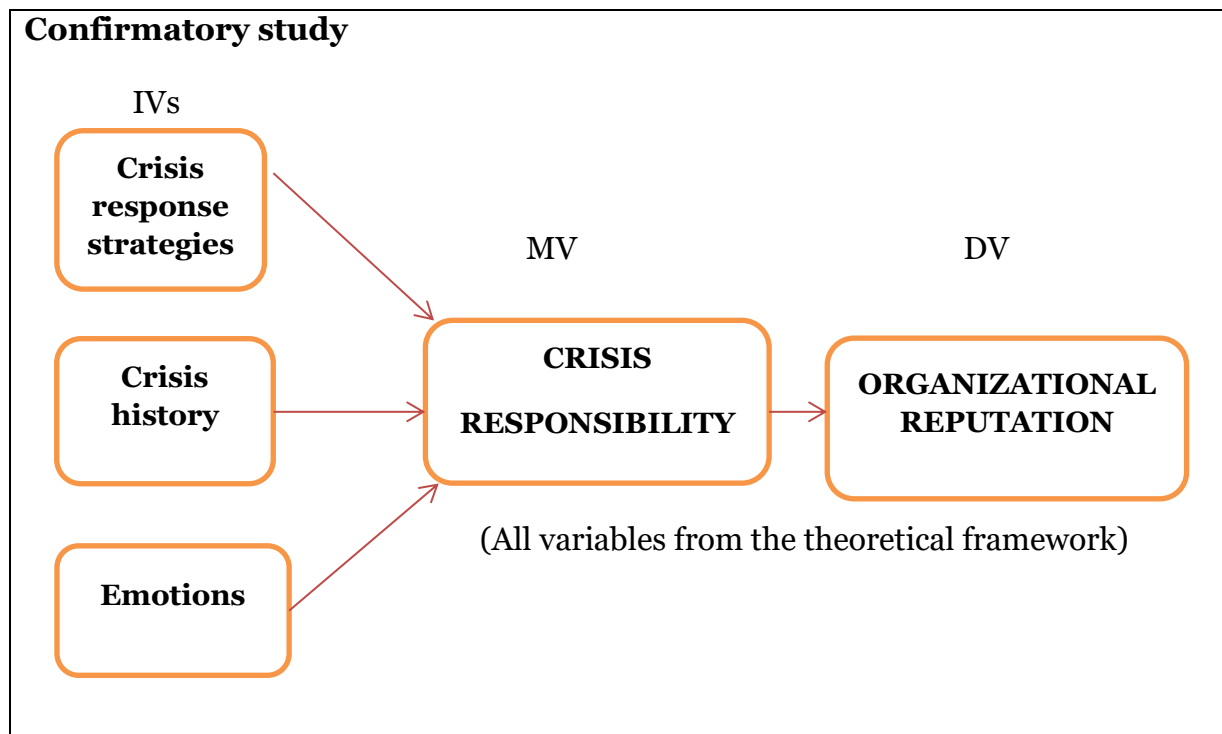 Confirmatory study
IVs
Crisis
response
strategies
MV
DV
Crisis
history
CRISIS
RESPONSIBILITY
ORGANIZATIONAL
REPUTATION
Emotions
(All variables from the theoretical framework)